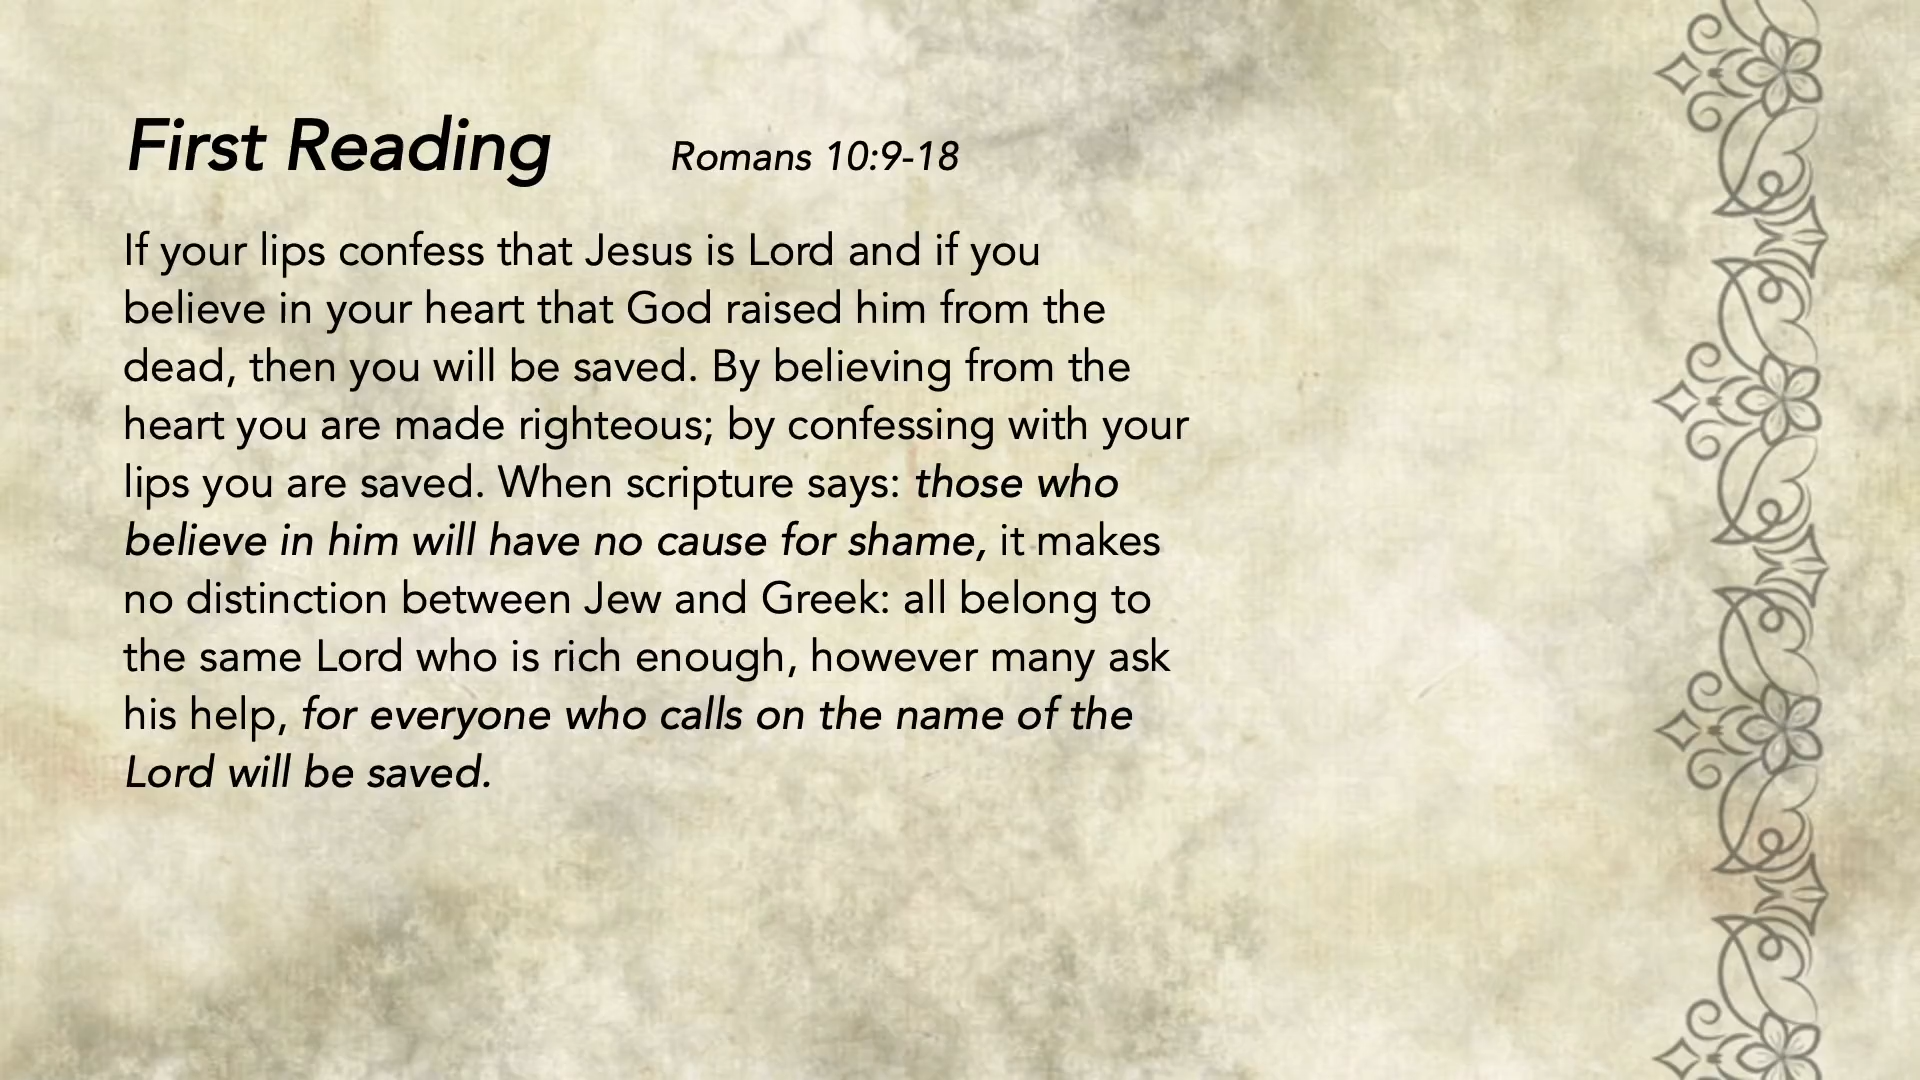 First Reading Romans 10:9-18
If your lips confess that Jesus is Lord and if you
believe in your heart that God raised him from the
dead, then you will be saved. By believing from the
heart you are made righteous; by confessing with your
lips you are saved. When scripture says: those who
believe in him will have no cause for shame, it makes
no distinction between Jew and Greek: all belong to
the same Lord who is rich enough, however many ask
his help, for everyone who calls on the name of the
Lord will be saved.